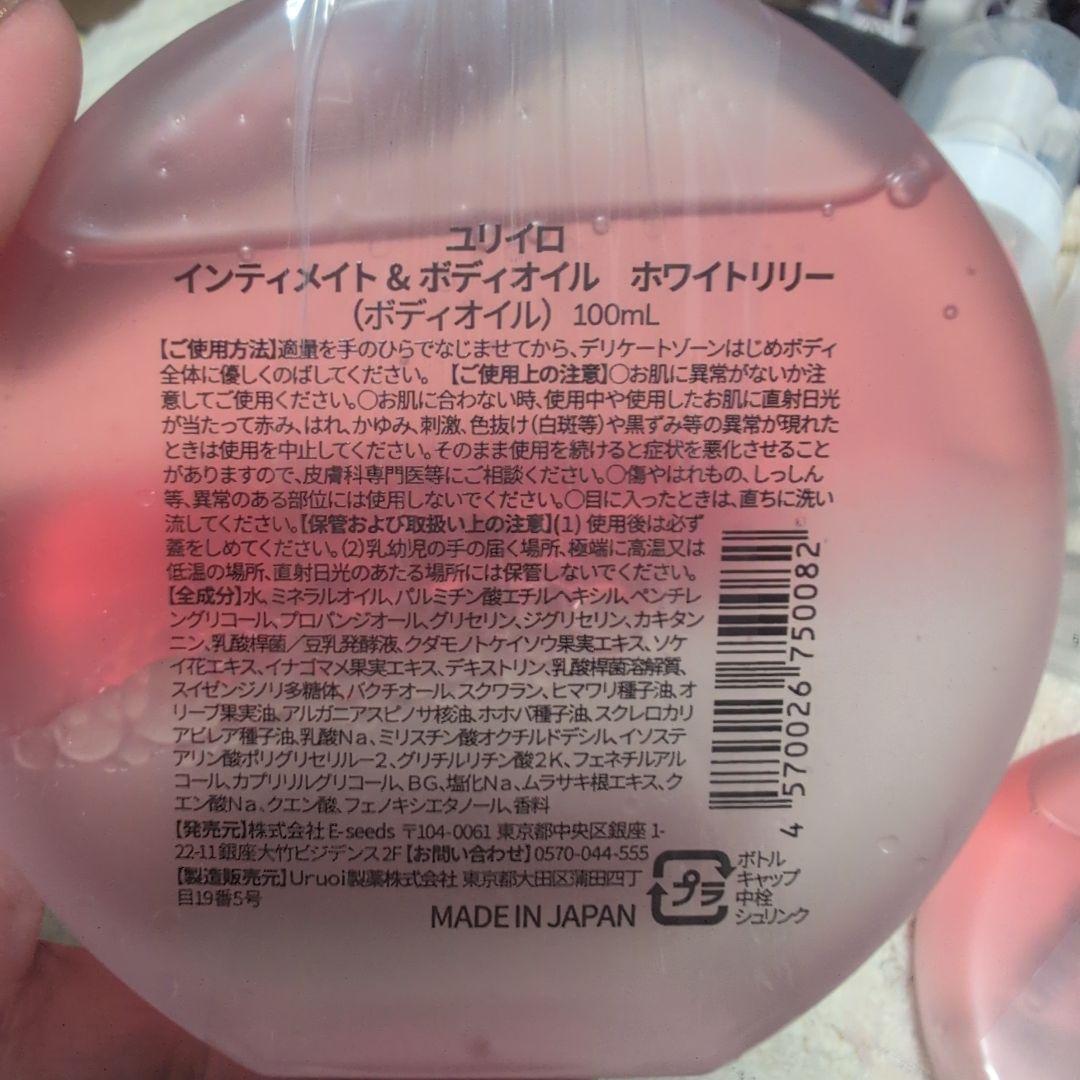 ユリイロ
インティメイト & ボディオイル　ホワイトリリー
(ボディオイル) 100mL
【ご使用方法】適量を手のひらでなじませてから、デリケートゾーンはじめボディ
全体に優しくのばしてください。【ご使用上の注意】○お肌に異常がないか注
意してご使用ください。○お肌に合わない時、使用中や使用したお肌に直射日光
が当たって赤み、はれ、かゆみ、刺激、色抜け(白斑等)や黒ずみ等の異常が現れた
ときは使用を中止してください。そのまま使用を続けると症状を悪化させること
がありますので、皮膚科専門医等にご相談ください。○傷やはれもの、しっしん
等、異常のある部位には使用しないでください。○目に入ったときは、直ちに洗い
流してください。【保管および取扱い上の注意】(1) 使用後は必ず
蓋をしめてください。(2)乳幼児の手の届く場所、極端に高温又は
低温の場所、直射日光のあたる場所には保管しないでください。
【全成分】水、ミネラルオイル、パルミチン酸エチルヘキシル、ペンチレ
ングリコール、プロパンジオール、グリセリン、ジグリセリン、カキタン
ニン、乳酸桿菌／豆乳発酵液、クダモノトケイソウ果実エキス、ソケ
イ花エキス、イナゴマメ果実エキス、デキストリン、乳酸桿菌溶解質、
スイゼンジノリ多糖体、バクチオール、スクワラン、ヒマワリ種子油、オ
リーブ果実油、アルガニアスピノサ核油、ホホバ種子油、スクレロカリ
アビレア種子油、乳酸Na、ミリスチン酸オクチルドデシル、イソステ
アリン酸ポリグリセリルー2、グリチルリチン酸2K、フェネチルアル
コール、カプリリルグリコール、BG、塩化Na、ムラサキ根エキス、ク
エン酸Na、クエン酸、フェノキシエタノール、香料
【発売元】株式会社 E-seeds 〒104-0061 東京都中央区銀座 1-
22-11 銀座大竹ビジデンス 2F 【お問い合わせ】0570-044-555
【製造販売元】Uruoi製薬株式会社 東京都大田区蒲田四丁
目19番5号
MADE IN JAPAN
プラ
ボトル
キャップ
中栓
シュリンク
4 570026 750082